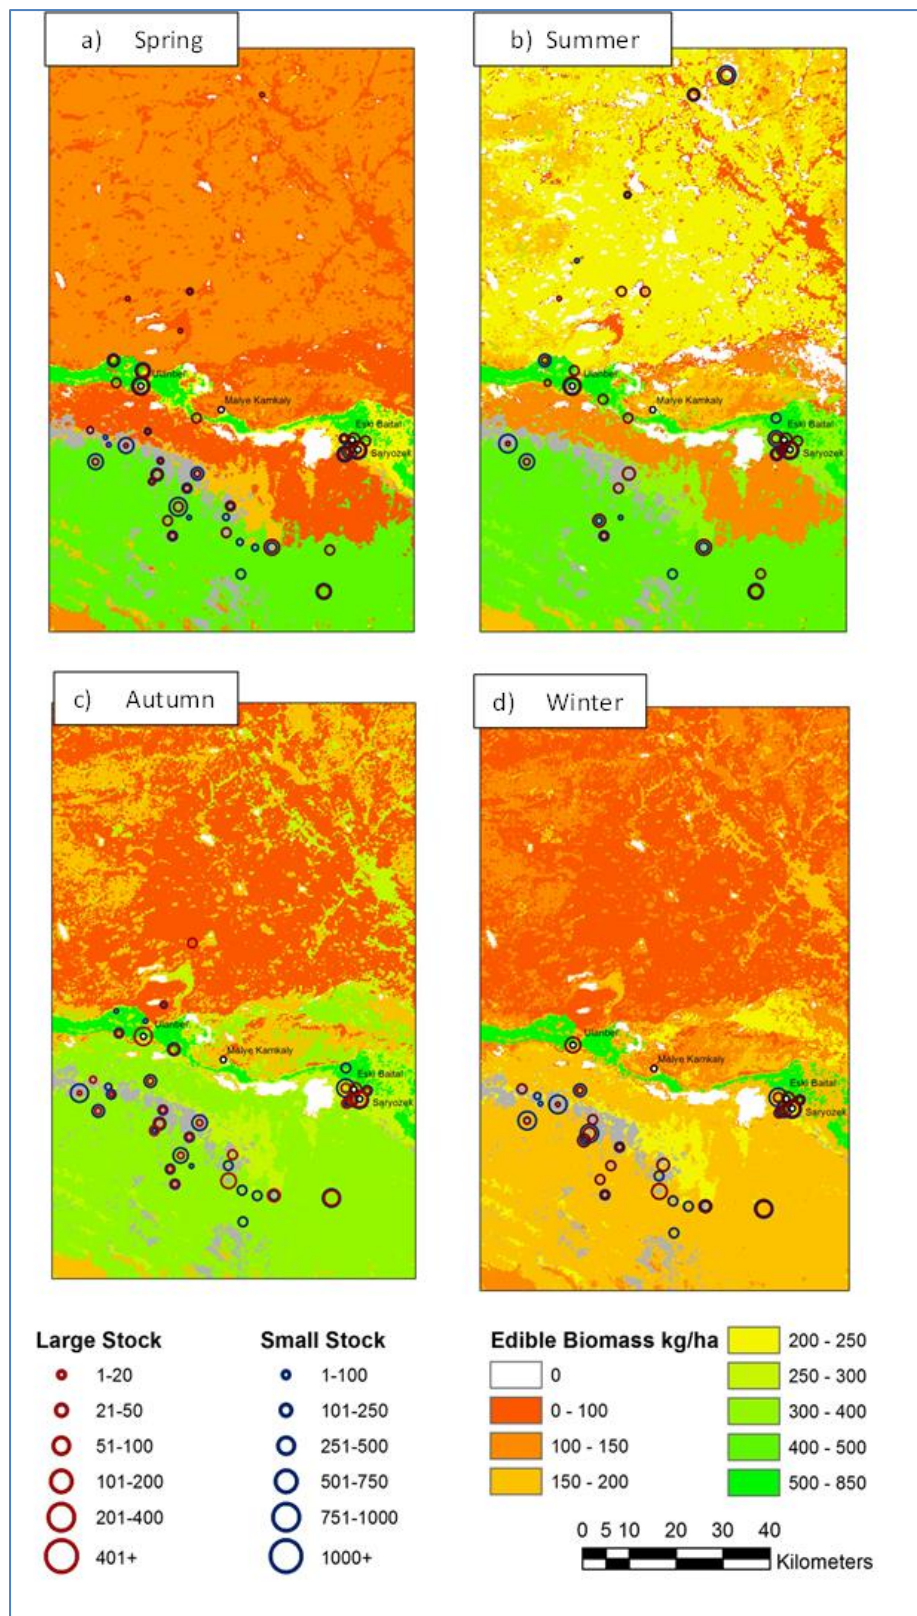 a) Spring
b) Summer
Ulanbel
Malye Kamkaly
Eski Baital
Saryozek
Ulanbel
Malye Kamkaly
Eski Baital
Saryozek
c) Autumn
d) Winter
Ulanbel
Malye Kamkaly
Eski Baital
Saryozek
Ulanbel
Malye Kamkaly
Eski Baital
Saryozek
Large Stock
1-20
21-50
51-100
101-200
201-400
401+
Small Stock
1-100
101-250
251-500
501-750
751-1000
1000+
Edible Biomass kg/ha
0
0 - 100
100 - 150
150 - 200
200 - 250
250 - 300
300 - 400
400 - 500
500 - 850
0 5 10 20 30 40
Kilometers